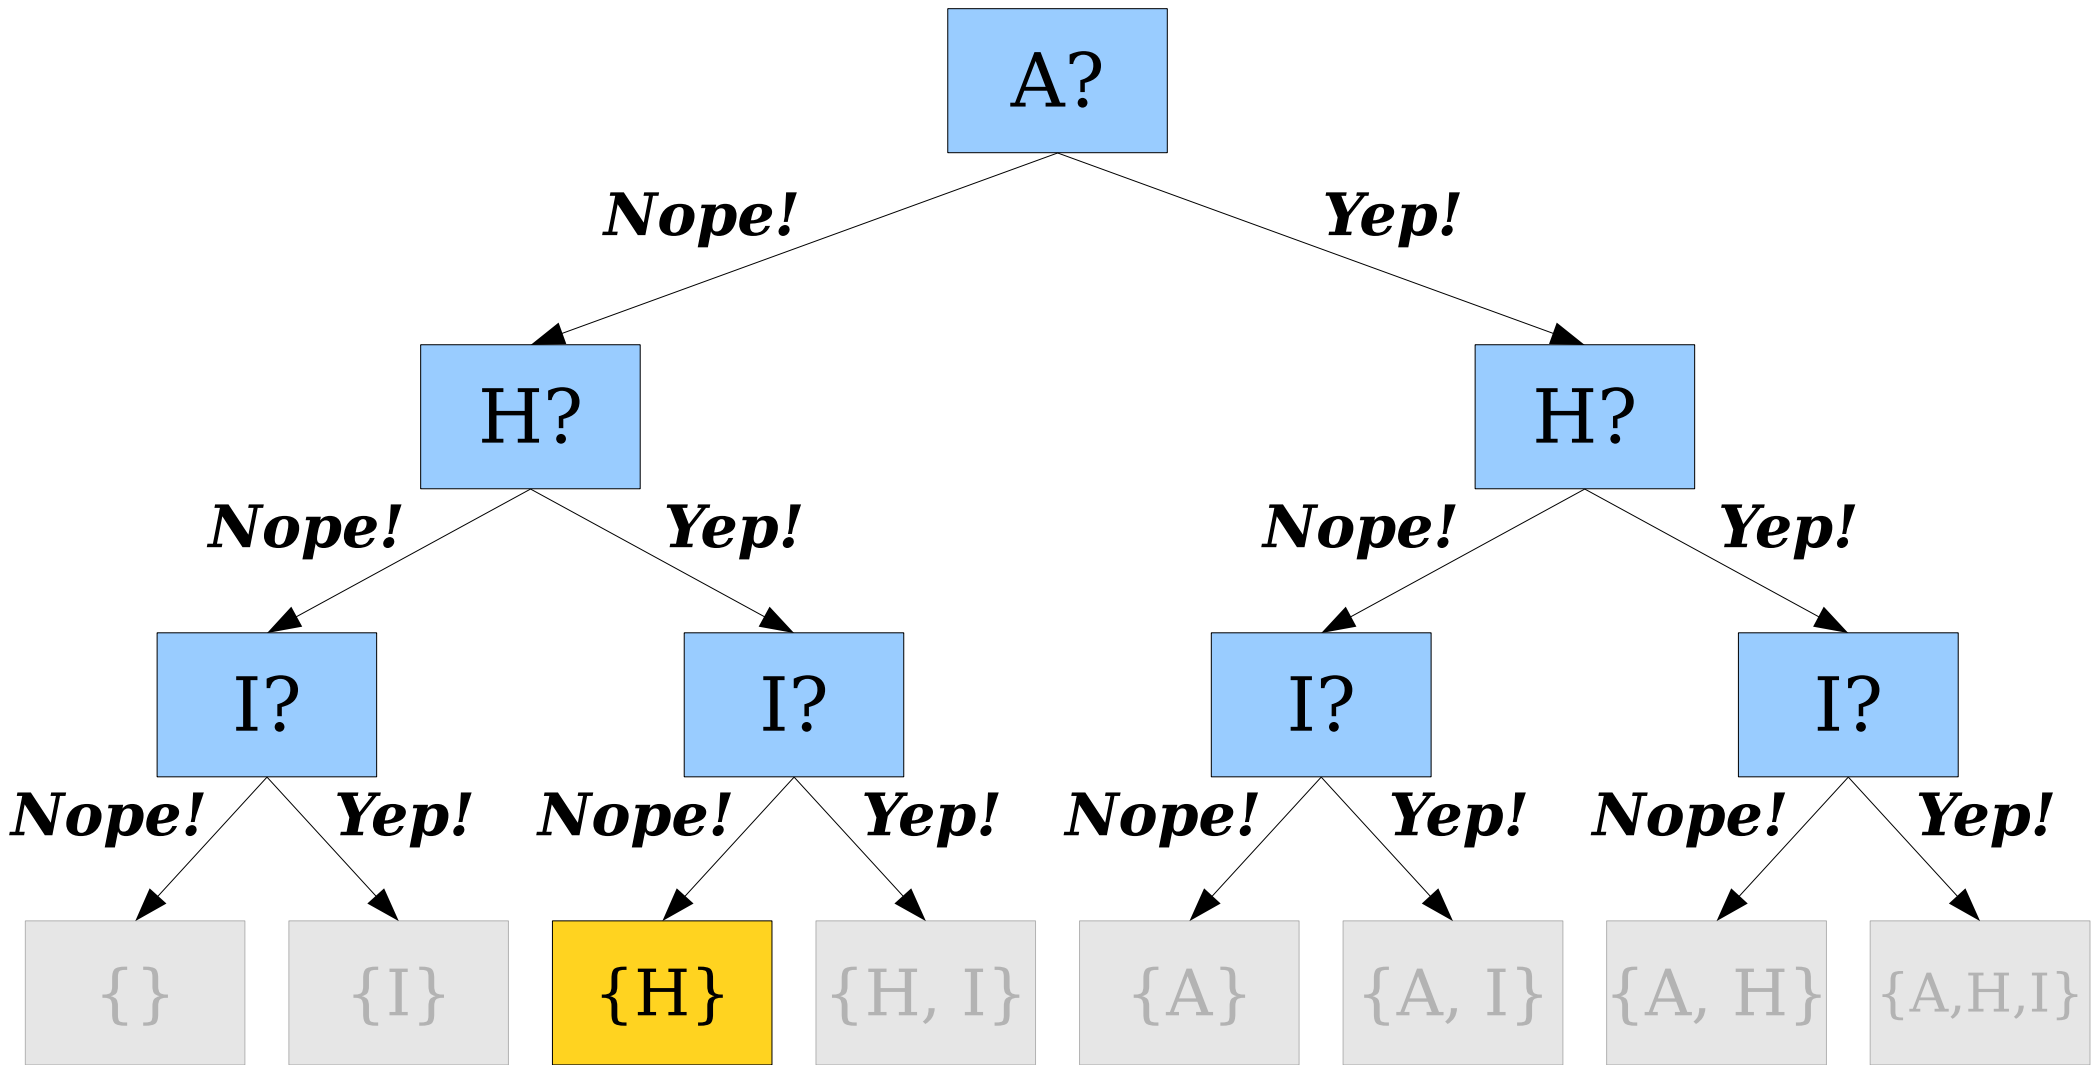 A?
Nope!
Yep!
H?
H?
Nope!
Yep!
Nope!
Yep!
I?
I?
I?
I?
Nope!
Yep!
Nope!
Yep!
Nope!
Yep!
Nope!
Yep!
{}
{I}
{H}
{H, I}
{A}
{A, I}
{A, H}
{A,H,I}